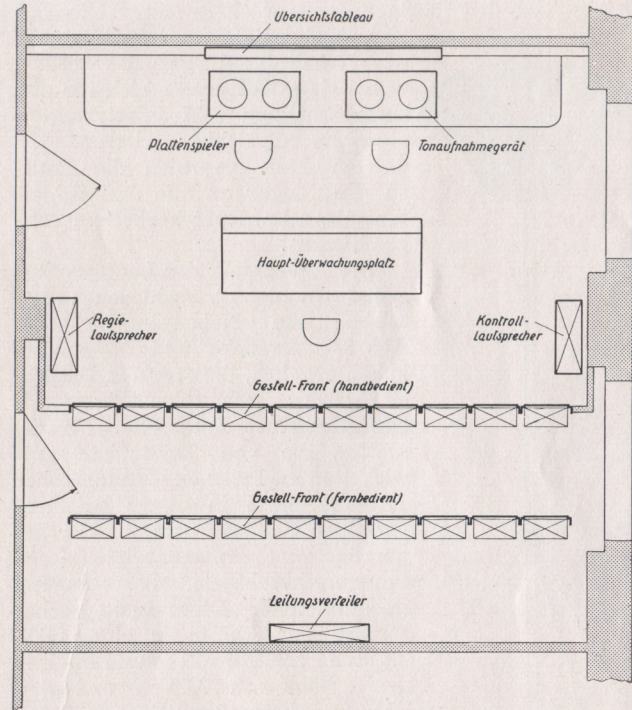 Übersichtstableau
Plattenspieler
Tonaufnahmegerät
Haupt-Überwachungsplatz
Regie-
Lautsprecher
Kontroll-
Lautsprecher
Gestell-Front (handbedient)
Gestell-Front (fernbedient)
Leitungsverteiler